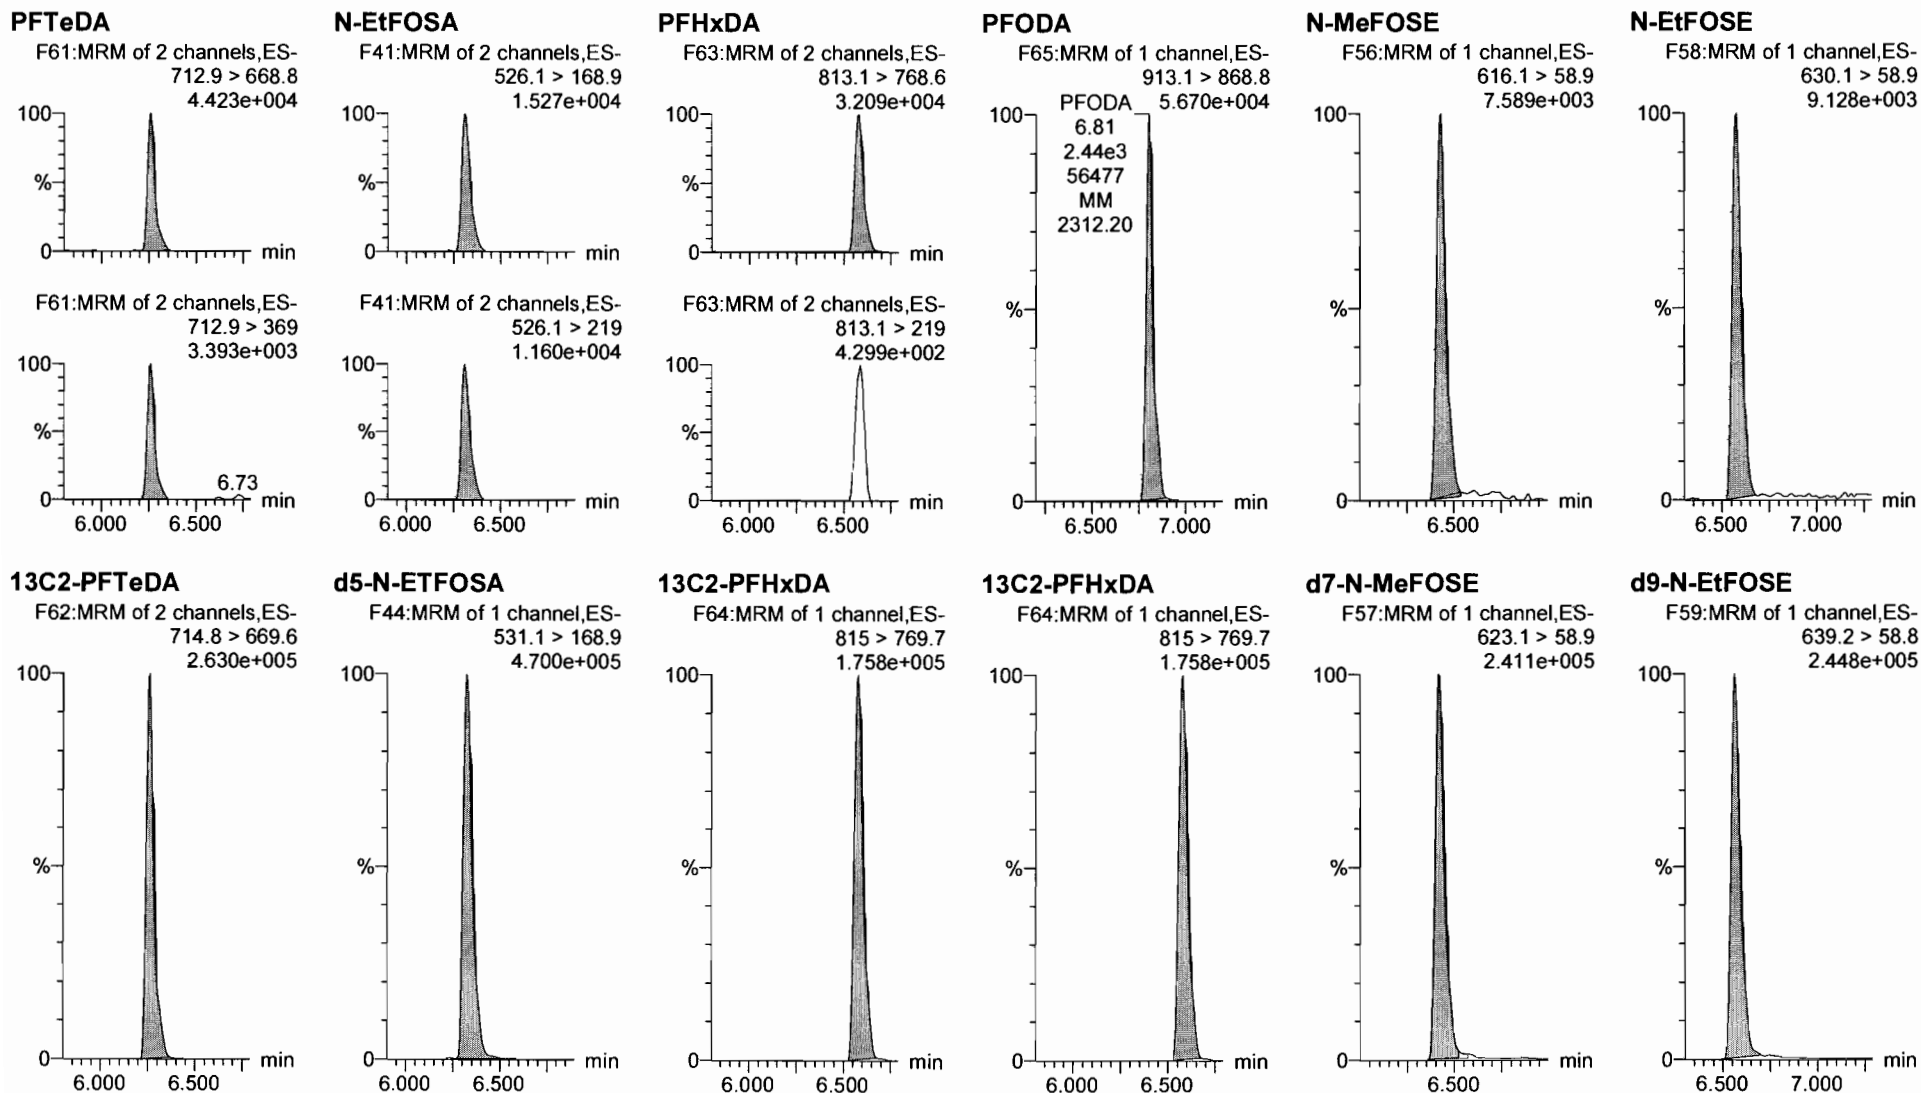 PFTeDA
F61:MRM of 2 channels,ES-
712.9 > 668.8
4.423e+004
100
%
0
min
F61:MRM of 2 channels,ES-
712.9 > 369
3.393e+003
100
%
6.73
0
min
6.000 6.500
N-EtFOSA
F41:MRM of 2 channels,ES-
526.1 > 168.9
1.527e+004
100
%
0
min
F41:MRM of 2 channels,ES-
526.1 > 219
1.160e+004
100
%
0
min
6.000 6.500
PFHxDA
F63:MRM of 2 channels,ES-
813.1 > 768.6
3.209e+004
100
%
0
min
F63:MRM of 2 channels,ES-
813.1 > 219
4.299e+002
100
%
0
min
6.000 6.500
PFODA
F65:MRM of 1 channel,ES-
913.1 > 868.8
PFODA 5.670e+004
100
6.81
2.44e3
56477
MM
2312.20
%
0
min
6.500 7.000
N-MeFOSE
F56:MRM of 1 channel,ES-
616.1 > 58.9
7.589e+003
100
%
0
min
6.500
N-EtFOSE
F58:MRM of 1 channel,ES-
630.1 > 58.9
9.128e+003
100
%
0
min
6.500 7.000
13C2-PFTeDA
F62:MRM of 2 channels,ES-
714.8 > 669.6
2.630e+005
100
%
0
min
6.000 6.500
d5-N-ETFOSA
F44:MRM of 1 channel,ES-
531.1 > 168.9
4.700e+005
100
%
0
min
6.000 6.500
13C2-PFHxDA
F64:MRM of 1 channel,ES-
815 > 769.7
1.758e+005
100
%
0
min
6.000 6.500
13C2-PFHxDA
F64:MRM of 1 channel,ES-
815 > 769.7
1.758e+005
100
%
0
min
6.000 6.500
d7-N-MeFOSE
F57:MRM of 1 channel,ES-
623.1 > 58.9
2.411e+005
100
%
0
min
6.500
d9-N-EtFOSE
F59:MRM of 1 channel,ES-
639.2 > 58.8
2.448e+005
100
%
0
min
6.500 7.000